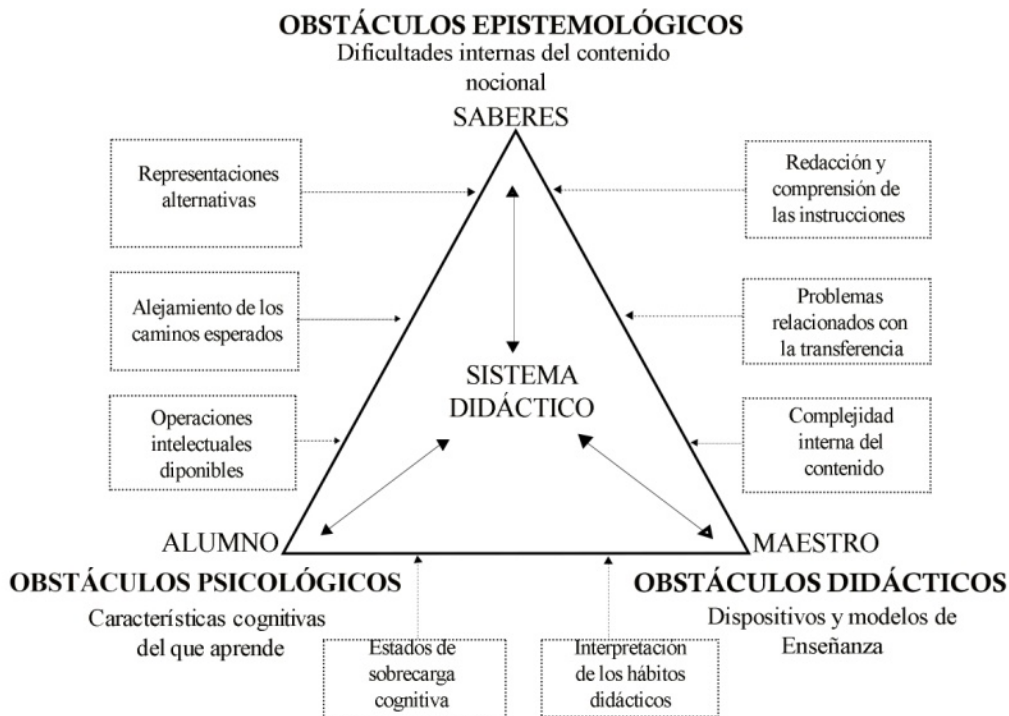 OBSTÁCULOS EPISTEMOLÓGICOS
Dificultades internas del contenido
nocional
SABERES
Representaciones
alternativas
Redacción y
comprensión de
las instrucciones
Alejamiento de los
caminos esperados
Problemas
relacionados con
la transferencia
SISTEMA
DIDÁCTICO
Operaciones
intelectuales
diponibles
Complejidad
interna del
contenido
ALUMNO
MAESTRO
OBSTÁCULOS PSICOLÓGICOS
Características cognitivas
del que aprende
OBSTÁCULOS DIDÁCTICOS
Dispositivos y modelos de
Enseñanza
Estados de
sobrecarga
cognitiva
Interpretación
de los hábitos
didácticos